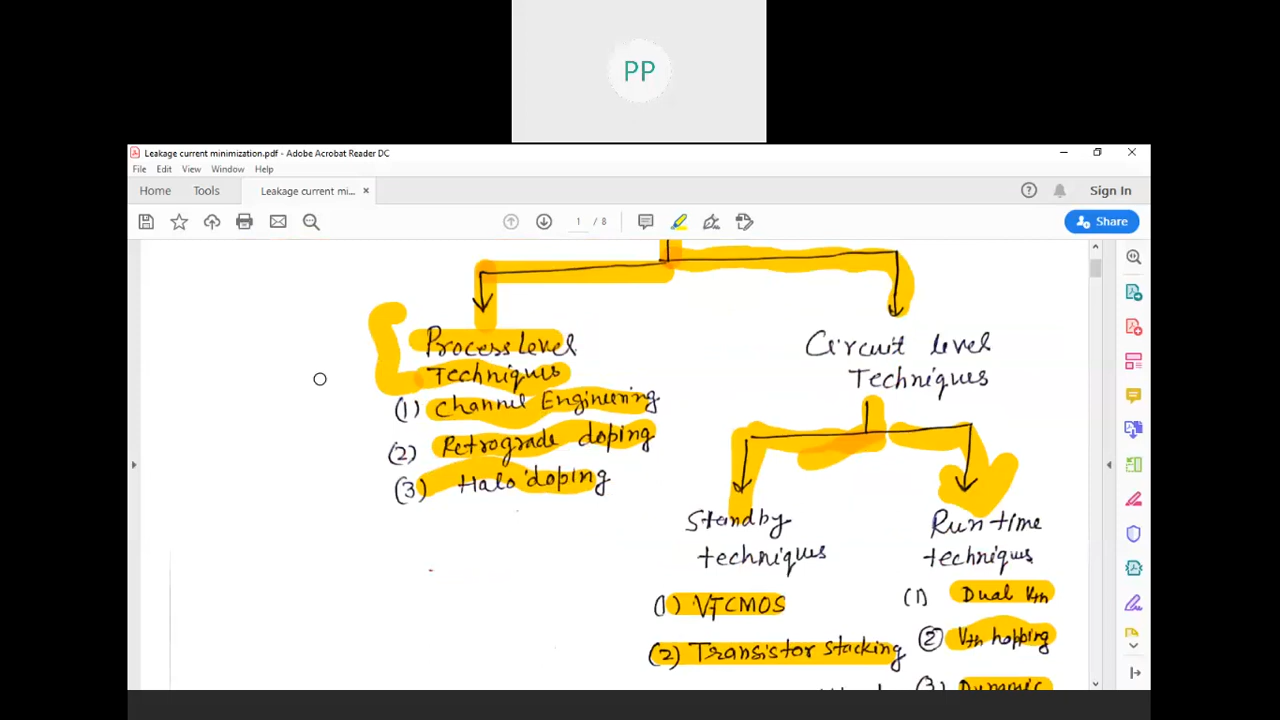 PP
Leakage current minimization.pdf - Adobe Acrobat Reader DC
File Edit View Window Help
Home Tools Leakage current mi... ×
Sign In
1 / 8
Share
Process level
Techniques
(1) Channel Engineering
(2) Retrograde doping
(3) Halo doping
Circuit level
Techniques
Standby
techniques
(1) VTCMOS
(2) Transistor stacking
Run time
techniques
(1) Dual Vth
(2) Vth hopping
(3) Dynamic